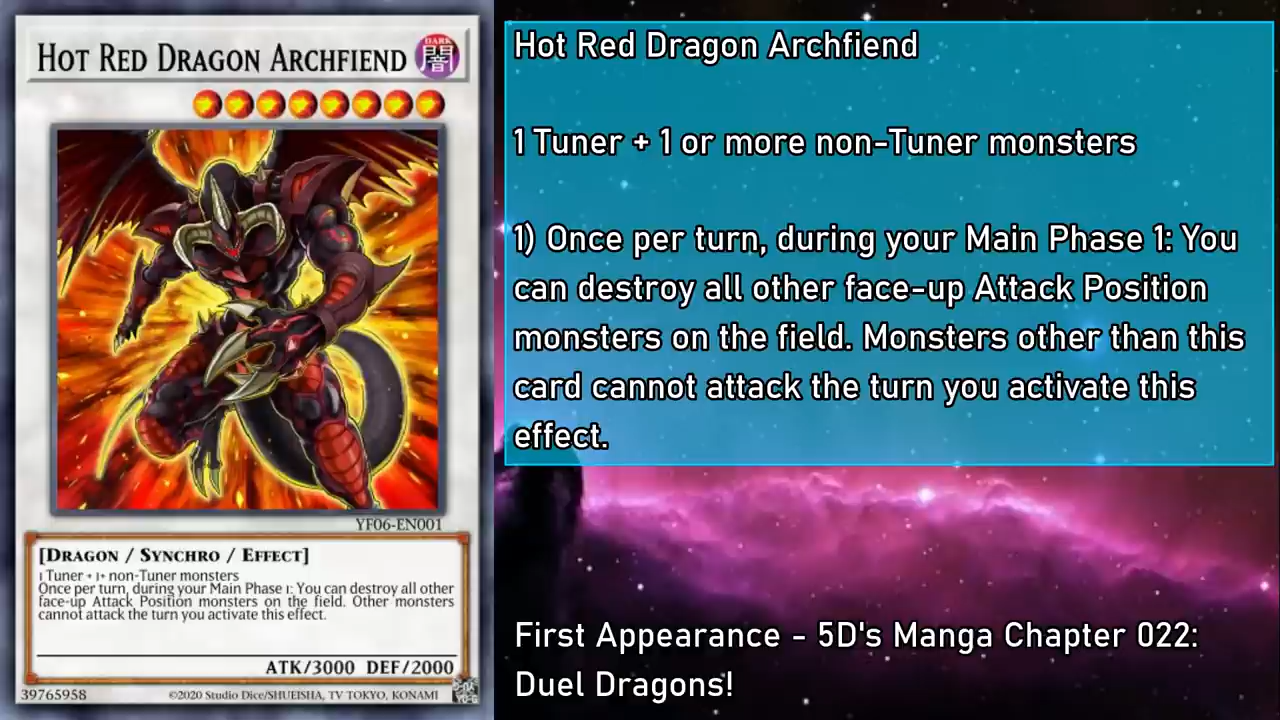 HOT RED DRAGON ARCHFIEND
DARK
闇
YF06-EN001
[DRAGON / SYNCHRO / EFFECT]
1 Tuner + 1+ non-Tuner monsters
Once per turn, during your Main Phase 1: You can destroy all other
face-up Attack Position monsters on the field. Other monsters
cannot attack the turn you activate this effect.
ATK/3000 DEF/2000
39765958
©2020 Studio Dice/SHUEISHA, TV TOKYO, KONAMI
Hot Red Dragon Archfiend
1 Tuner + 1 or more non-Tuner monsters
1) Once per turn, during your Main Phase 1: You
can destroy all other face-up Attack Position
monsters on the field. Monsters other than this
card cannot attack the turn you activate this
effect.
First Appearance - 5D's Manga Chapter 022:
Duel Dragons!